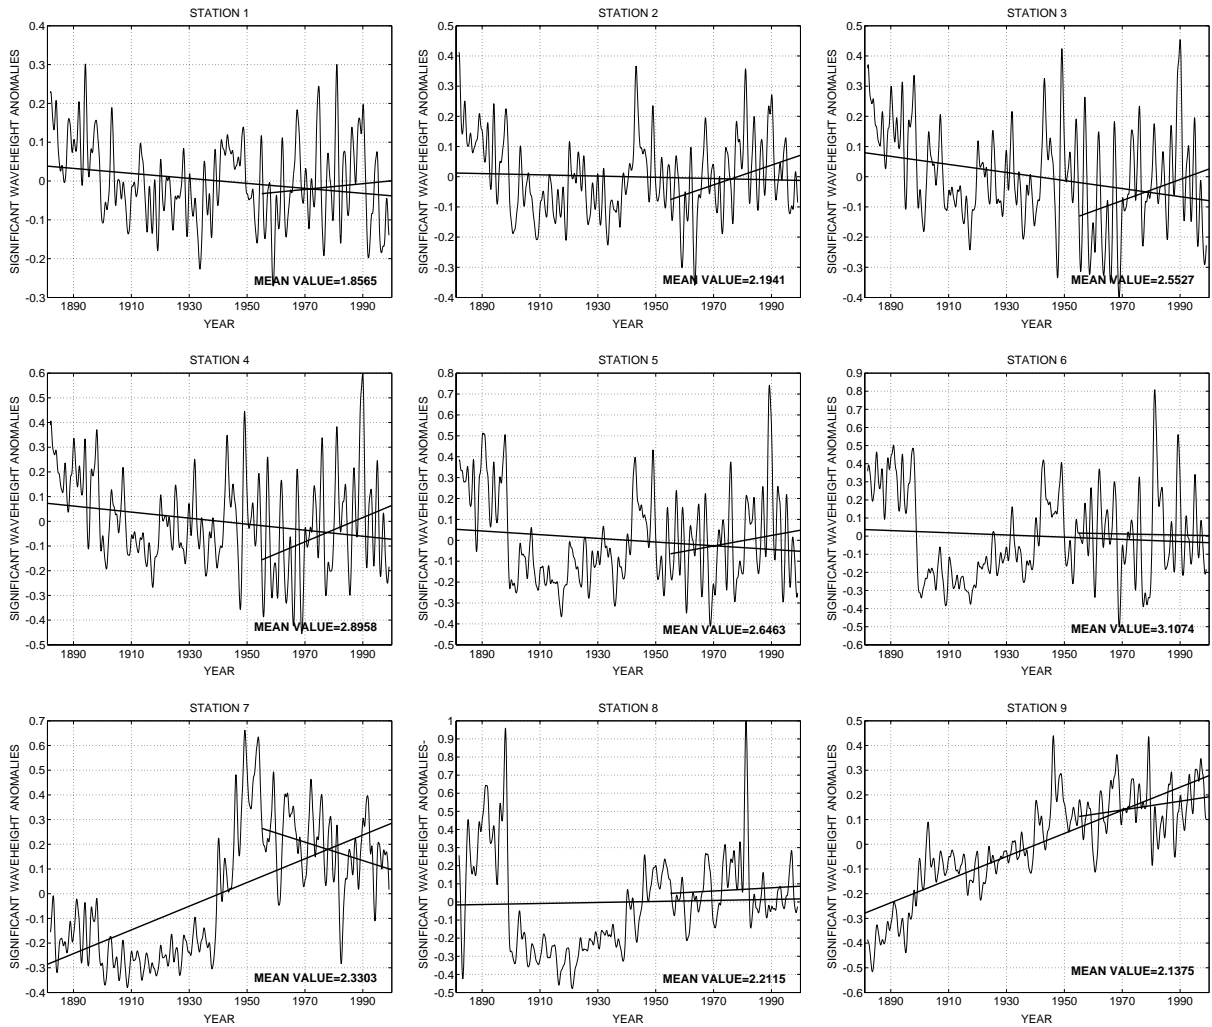 STATION 1
SIGNIFICANT WAVEHEIGHT ANOMALIES
0.4
0.3
0.2
0.1
0
-0.1
-0.2
-0.3
MEAN VALUE=1.8565
1890 1910 1930 1950 1970 1990
YEAR
STATION 2
SIGNIFICANT WAVEHEIGHT ANOMALIES
0.5
0.4
0.3
0.2
0.1
0
-0.1
-0.2
-0.3
-0.4
MEAN VALUE=2.1941
1890 1910 1930 1950 1970 1990
YEAR
STATION 3
SIGNIFICANT WAVEHEIGHT ANOMALIES
0.5
0.4
0.3
0.2
0.1
0
-0.1
-0.2
-0.3
-0.4
MEAN VALUE=2.5527
1890 1910 1930 1950 1970 1990
YEAR
STATION 4
SIGNIFICANT WAVEHEIGHT ANOMALIES
0.6
0.5
0.4
0.3
0.2
0.1
0
-0.1
-0.2
-0.3
-0.4
-0.5
MEAN VALUE=2.8958
1890 1910 1930 1950 1970 1990
YEAR
STATION 5
SIGNIFICANT WAVEHEIGHT ANOMALIES
0.8
0.7
0.6
0.5
0.4
0.3
0.2
0.1
0
-0.1
-0.2
-0.3
-0.4
-0.5
MEAN VALUE=2.6463
1890 1910 1930 1950 1970 1990
YEAR
STATION 6
SIGNIFICANT WAVEHEIGHT ANOMALIES
0.9
0.8
0.7
0.6
0.5
0.4
0.3
0.2
0.1
0
-0.1
-0.2
-0.3
-0.4
-0.5
-0.6
MEAN VALUE=3.1074
1890 1910 1930 1950 1970 1990
YEAR
STATION 7
SIGNIFICANT WAVEHEIGHT ANOMALIES
0.7
0.6
0.5
0.4
0.3
0.2
0.1
0
-0.1
-0.2
-0.3
-0.4
MEAN VALUE=2.3303
1890 1910 1930 1950 1970 1990
YEAR
STATION 8
SIGNIFICANT WAVEHEIGHT ANOMALIES-
1
0.9
0.8
0.7
0.6
0.5
0.4
0.3
0.2
0.1
0
-0.1
-0.2
-0.3
-0.4
-0.5
MEAN VALUE=2.2115
1890 1910 1930 1950 1970 1990
YEAR
STATION 9
SIGNIFICANT WAVEHEIGHT ANOMALIES
0.5
0.4
0.3
0.2
0.1
0
-0.1
-0.2
-0.3
-0.4
-0.5
-0.6
MEAN VALUE=2.1375
1890 1910 1930 1950 1970 1990
YEAR